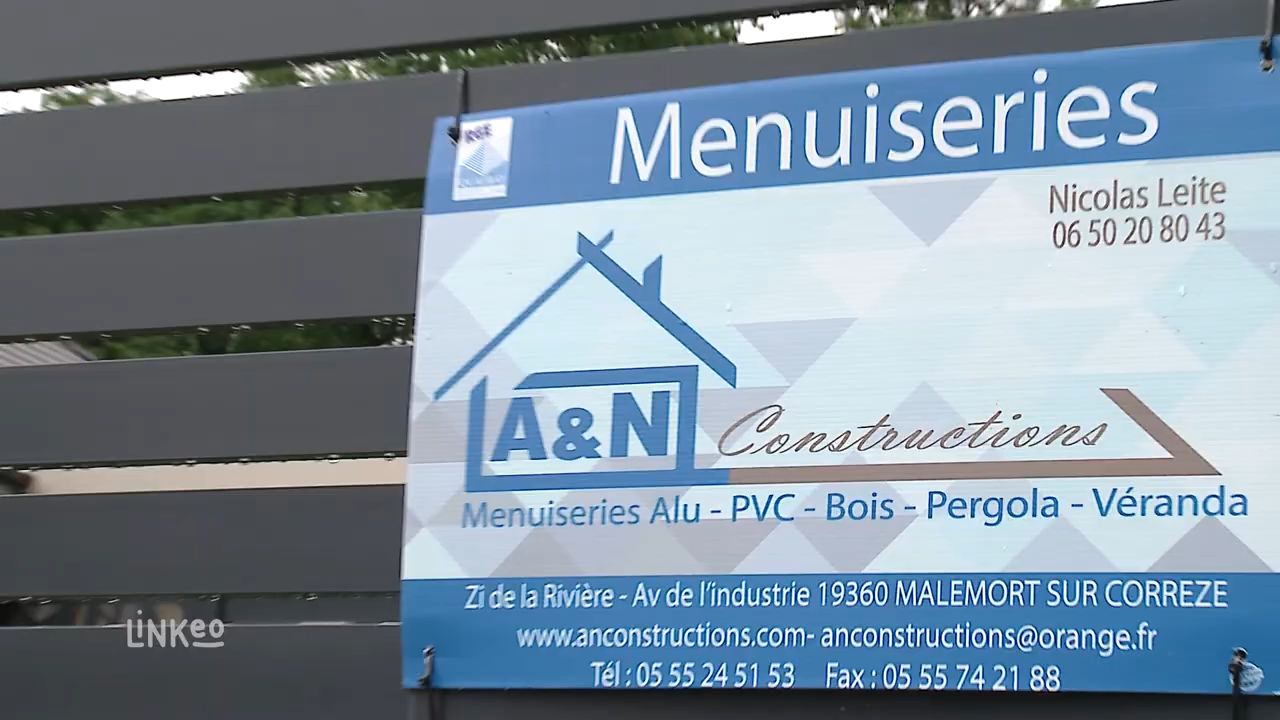 Menuiseries
RGE
Nicolas Leite
06 50 20 80 43
A&N
Constructions
Menuiseries Alu - PVC - Bois - Pergola - Véranda
Zi de la Rivière - Av de l'industrie 19360 MALEMORT SUR CORREZE
www.anconstructions.com- anconstructions@orange.fr
Tél : 05 55 24 51 53 Fax : 05 55 74 21 88
LiNKeo